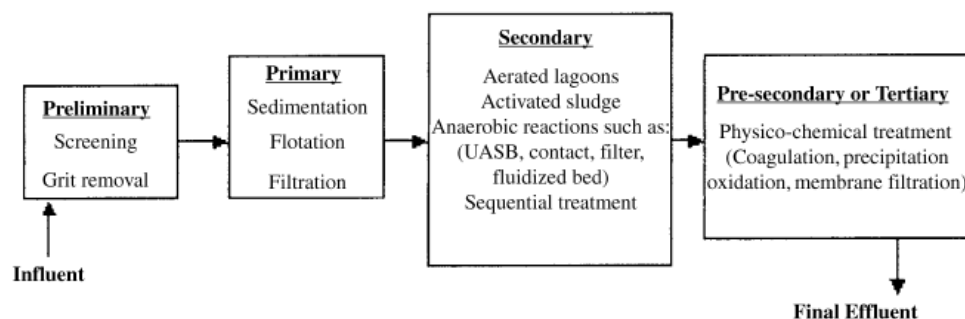 Preliminary
Screening
Grit removal
Influent
Primary
Sedimentation
Flotation
Filtration
Secondary
Aerated lagoons
Activated sludge
Anaerobic reactions such as:
(UASB, contact, filter,
fluidized bed)
Sequential treatment
Pre-secondary or Tertiary
Physico-chemical treatment
(Coagulation, precipitation
oxidation, membrane filtration)
Final Effluent